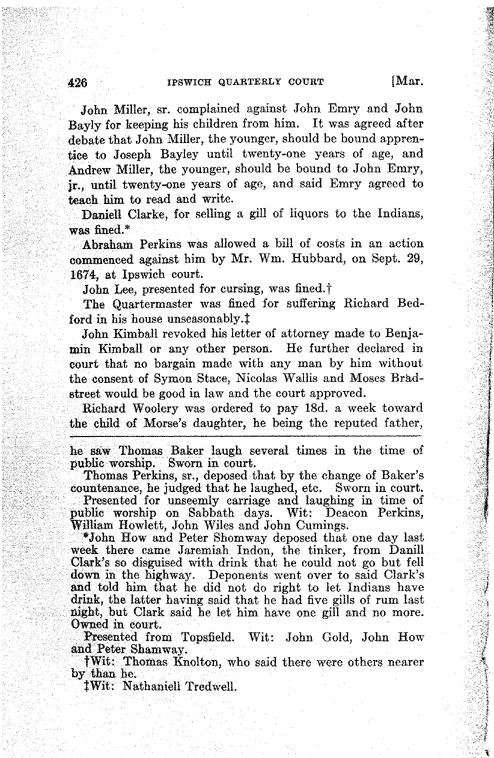 426 IPSWICH QUARTERLY COURT [Mar.
John Miller, sr. complained against John Emry and John
Bayly for keeping his children from him. It was agreed after
debate that John Miller, the younger, should be bound appren-
tice to Joseph Bayley until twenty-one years of age, and
Andrew Miller, the younger, should be bound to John Emry,
jr., until twenty-one years of age, and said Emry agreed to
teach him to read and write.
Daniell Clarke, for selling a gill of liquors to the Indians,
was fined.*
Abraham Perkins was allowed a bill of costs in an action
commenced against him by Mr. Wm. Hubbard, on Sept. 29,
1674, at Ipswich court.
John Lee, presented for cursing, was fined.†
The Quartermaster was fined for suffering Richard Bed-
ford in his house unseasonably.‡
John Kimball revoked his letter of attorney made to Benja-
min Kimball or any other person. He further declared in
court that no bargain made with any man by him without
the consent of Symon Stace, Nicolas Wallis and Moses Brad-
street would be good in law and the court approved.
Richard Woolery was ordered to pay 18d. a week toward
the child of Morse's daughter, he being the reputed father,
he saw Thomas Baker laugh several times in the time of
public worship. Sworn in court.
Thomas Perkins, sr., deposed that by the change of Baker's
countenance, he judged that he laughed, etc. Sworn in court.
Presented for unseemly carriage and laughing in time of
public worship on Sabbath days. Wit: Deacon Perkins,
William Howlett, John Wiles and John Cumings.
*John How and Peter Shomway deposed that one day last
week there came Jaremiah Indon, the tinker, from Danill
Clark's so disguised with drink that he could not go but fell
down in the highway. Deponents went over to said Clark's
and told him that he did not do right to let Indians have
drink, the latter having said that he had five gills of rum last
night, but Clark said he let him have one gill and no more.
Owned in court.
Presented from Topsfield. Wit: John Gold, John How
and Peter Shamway.
†Wit: Thomas Knolton, who said there were others nearer
by than he.
‡Wit: Nathaniell Tredwell.